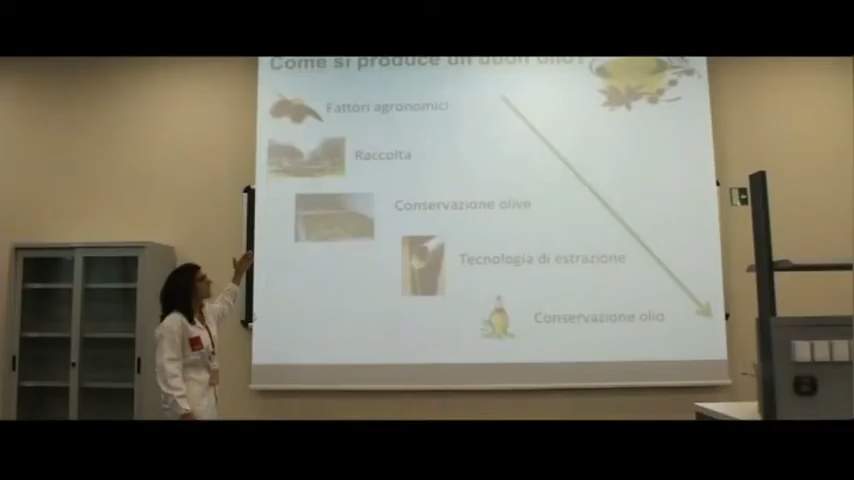 Come si produce un buon olio?
Fattori agronomici
Raccolta
Conservazione olive
Tecnologia di estrazione
Conservazione olio